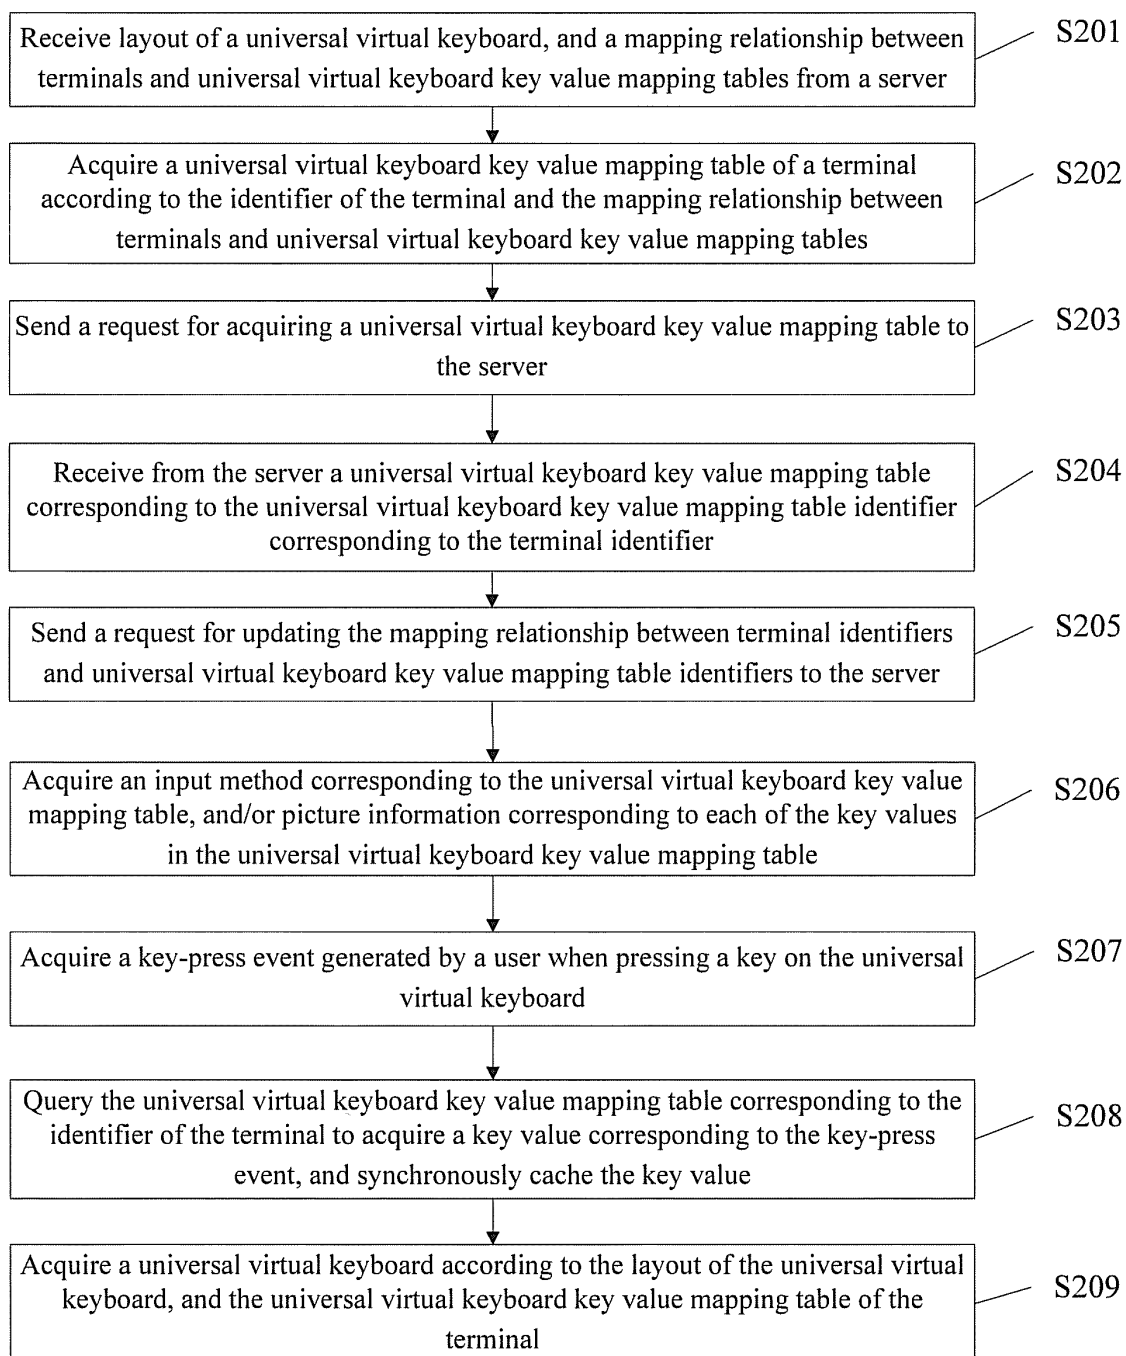 Receive layout of a universal virtual keyboard, and a mapping relationship between
terminals and universal virtual keyboard key value mapping tables from a server
S201
Acquire a universal virtual keyboard key value mapping table of a terminal
according to the identifier of the terminal and the mapping relationship between
terminals and universal virtual keyboard key value mapping tables
S202
Send a request for acquiring a universal virtual keyboard key value mapping table to
the server
S203
Receive from the server a universal virtual keyboard key value mapping table
corresponding to the universal virtual keyboard key value mapping table identifier
corresponding to the terminal identifier
S204
Send a request for updating the mapping relationship between terminal identifiers
and universal virtual keyboard key value mapping table identifiers to the server
S205
Acquire an input method corresponding to the universal virtual keyboard key value
mapping table, and/or picture information corresponding to each of the key values
in the universal virtual keyboard key value mapping table
S206
Acquire a key-press event generated by a user when pressing a key on the universal
virtual keyboard
S207
Query the universal virtual keyboard key value mapping table corresponding to the
identifier of the terminal to acquire a key value corresponding to the key-press
event, and synchronously cache the key value
S208
Acquire a universal virtual keyboard according to the layout of the universal virtual
keyboard, and the universal virtual keyboard key value mapping table of the
terminal
S209